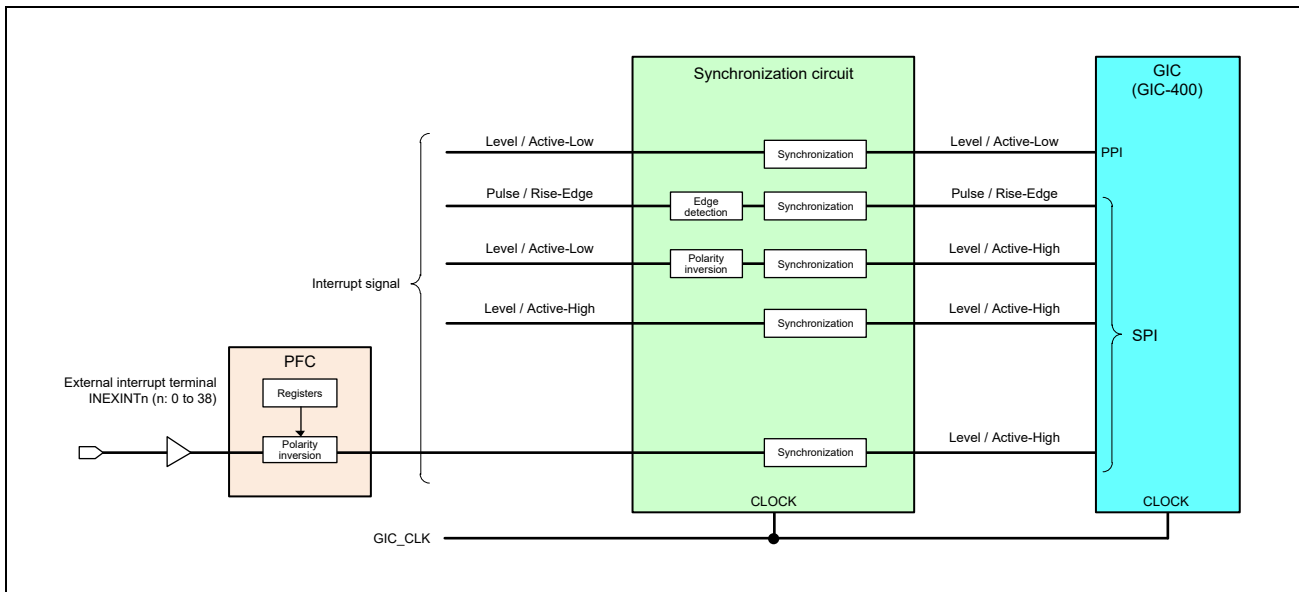 Synchronization circuit
GIC
(GIC-400)
Level / Active-Low
Synchronization
Level / Active-Low
PPI
Pulse / Rise-Edge
Edge
detection
Synchronization
Pulse / Rise-Edge
Level / Active-Low
Polarity
inversion
Synchronization
Level / Active-High
Interrupt signal
Level / Active-High
Synchronization
Level / Active-High
SPI
PFC
External interrupt terminal
INEXINTn (n: 0 to 38)
Registers
Polarity
inversion
Synchronization
Level / Active-High
CLOCK
CLOCK
GIC_CLK